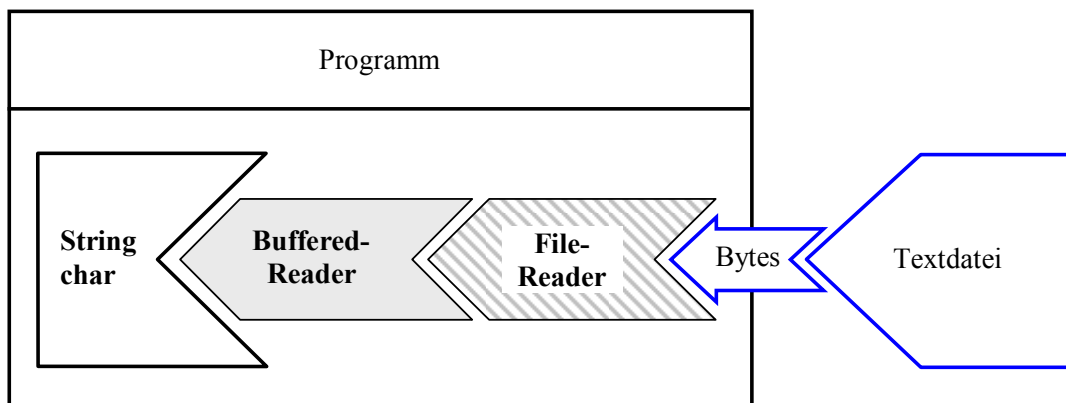 Programm
String
char
Buffered-
Reader
File-
Reader
Bytes
Textdatei